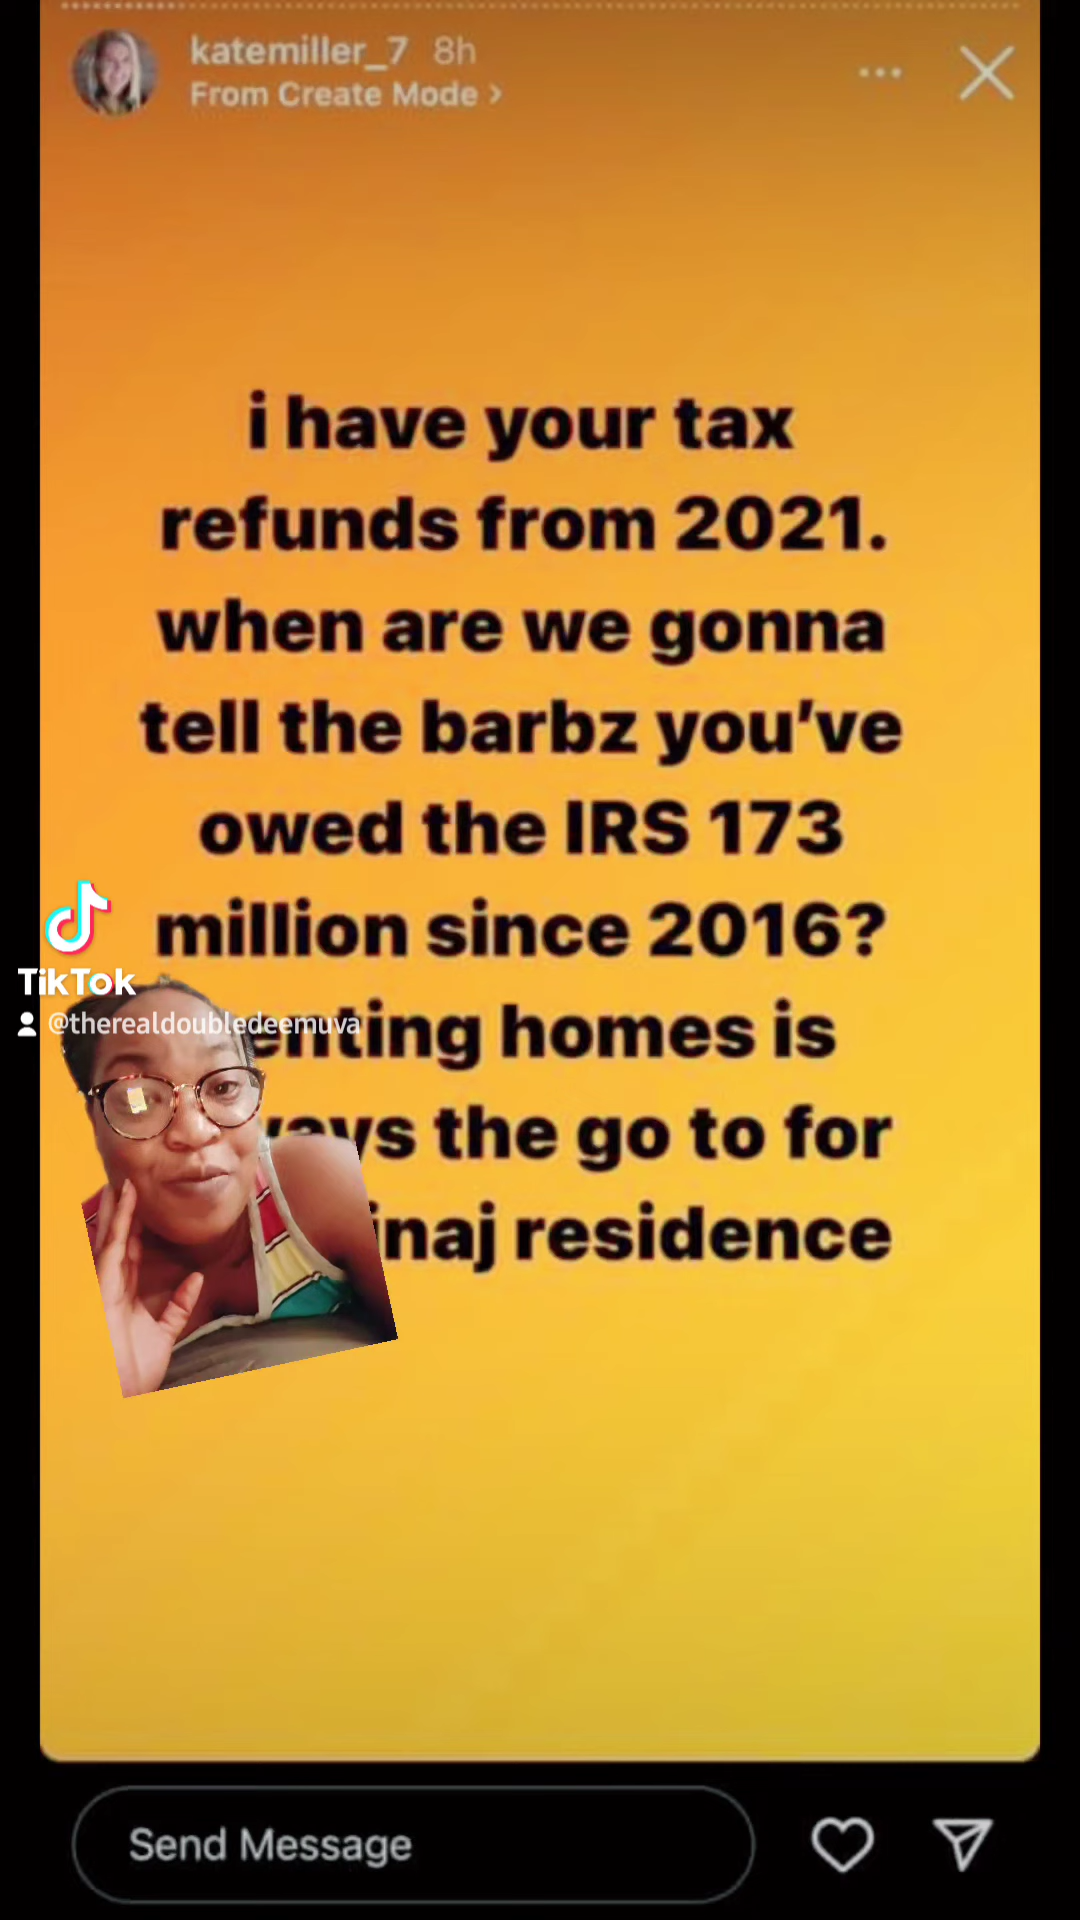 katemiller_7 8h
From Create Mode >
i have your tax
refunds from 2021.
when are we gonna
tell the barbz you've
owed the IRS 173
million since 2016?
enting homes is
ways the go to for
inaj residence
TikTok
@therealdoubledeemuva
Send Message